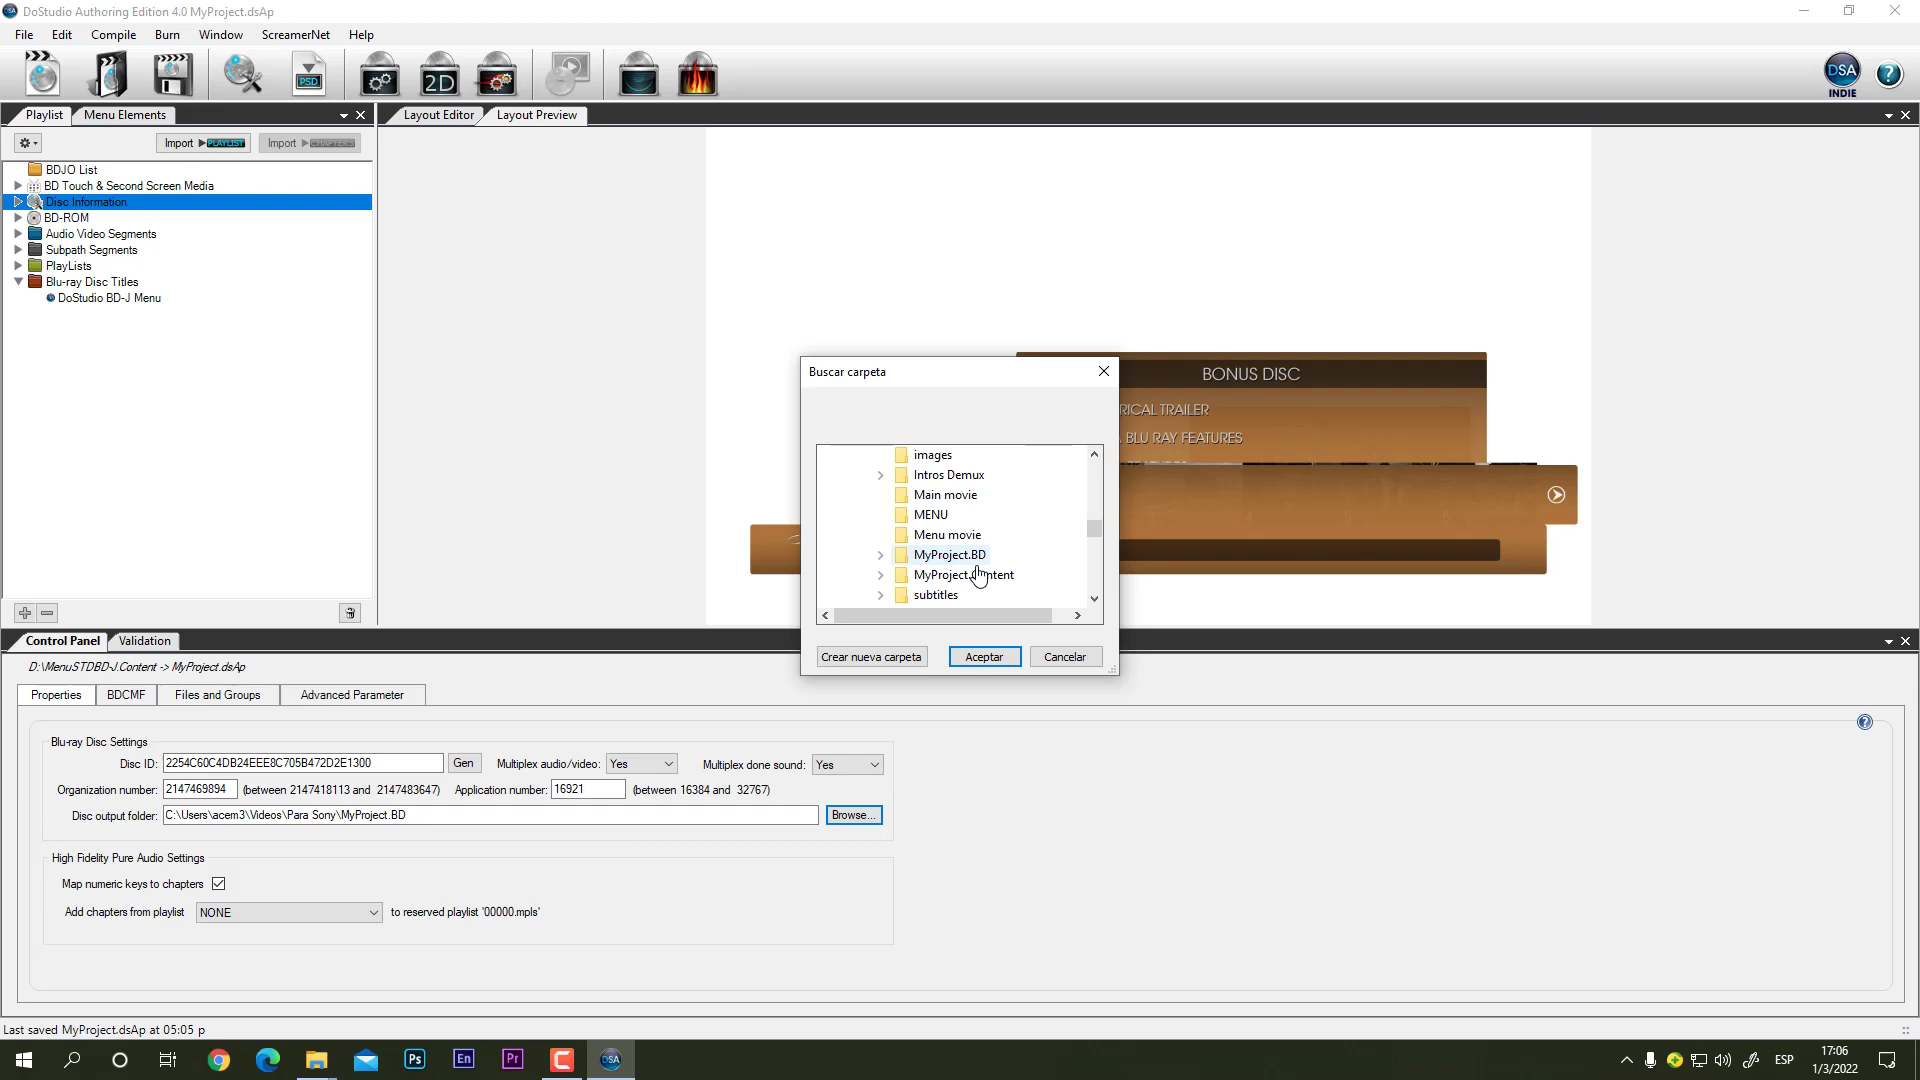 DoStudio Authoring Edition 4.0 MyProject.dsAp
File Edit Compile Burn Window ScreamerNet Help
PSD 2D DSA INDIE
Playlist Menu Elements Layout Editor Layout Preview
Import PLAYLIST Import CHAPTERS
BDJO List
BD Touch & Second Screen Media
Disc Information
BD-ROM
Audio Video Segments
Subpath Segments
PlayLists
Blu-ray Disc Titles
DoStudio BD-J Menu
BONUS DISC
RICAL TRAILER
BLU RAY FEATURES
Buscar carpeta
images
Intros Demux
Main movie
MENU
Menu movie
MyProject.BD
MyProject.Content
subtitles
Crear nueva carpeta Aceptar Cancelar
Control Panel Validation
D:\MenuSTDBD-J.Content -> MyProject.dsAp
Properties BDCMF Files and Groups Advanced Parameter
Blu-ray Disc Settings
Disc ID: 2254C60C4DB24EEE8C705B472D2E1300 Gen Multiplex audio/video: Yes Multiplex done sound: Yes
Organization number: 2147469894 (between 2147418113 and 2147483647) Application number: 16921 (between 16384 and 32767)
Disc output folder: C:\Users\acem3\Videos\Para Sony\MyProject.BD Browse...
High Fidelity Pure Audio Settings
Map numeric keys to chapters
Add chapters from playlist NONE to reserved playlist '00000.mpls'
Last saved MyProject.dsAp at 05:05 p
Ps En Pr DSA ESP 17:06
1/3/2022